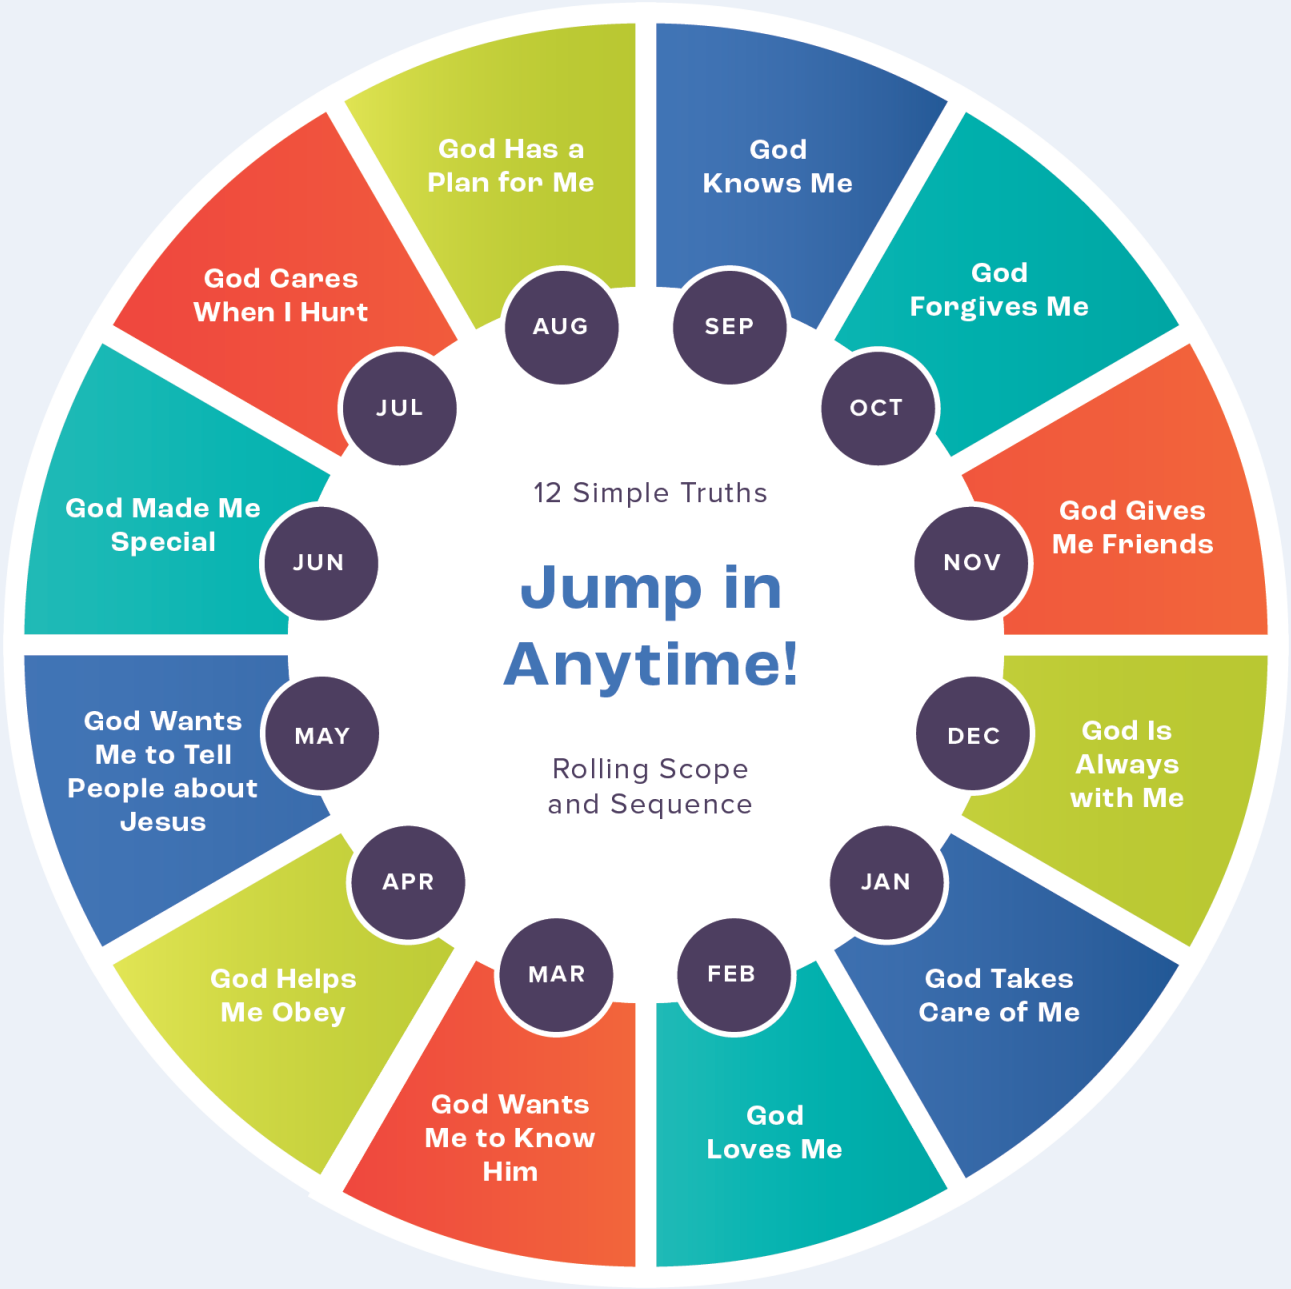 God Has a
Plan for Me
AUG
God
Knows Me
SEP
God
Forgives Me
OCT
God Gives
Me Friends
NOV
God Is
Always
with Me
DEC
God Takes
Care of Me
JAN
God
Loves Me
FEB
God Wants
Me to Know
Him
MAR
God Helps
Me Obey
APR
God Wants
Me to Tell
People about
Jesus
MAY
God Made Me
Special
JUN
God Cares
When I Hurt
JUL
12 Simple Truths
Jump in
Anytime!
Rolling Scope
and Sequence